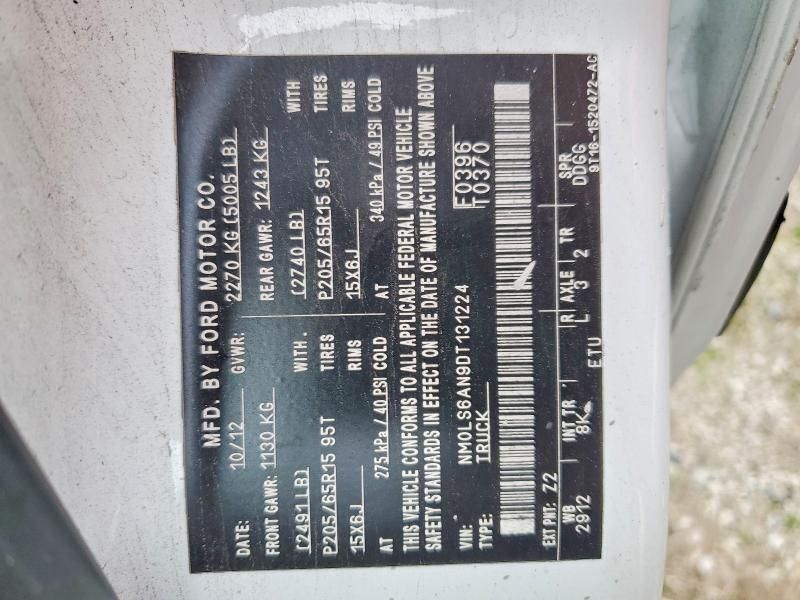 MFD. BY FORD MOTOR CO.
DATE: 10/12 GVWR: 2270 KG (5005 LB)
FRONT GAWR: 1130 KG REAR GAWR: 1243 KG
(2491 LB) WITH (2740 LB) WITH
P205/65R15 95T TIRES P205/65R15 95T TIRES
15X6J RIMS 15X6J RIMS
AT 275 kPa / 40 PSI COLD AT 340 kPa / 49 PSI COLD
THIS VEHICLE CONFORMS TO ALL APPLICABLE FEDERAL MOTOR VEHICLE
SAFETY STANDARDS IN EFFECT ON THE DATE OF MANUFACTURE SHOWN ABOVE
VIN: NM0LS6AN9DT131224 F0396
TYPE: TRUCK T0370
EXT PNT: Z2
WB INT TR R AXLE TR SPR
2912 8K L 3 2 DDGG
ETU 9T16-1520472-AC